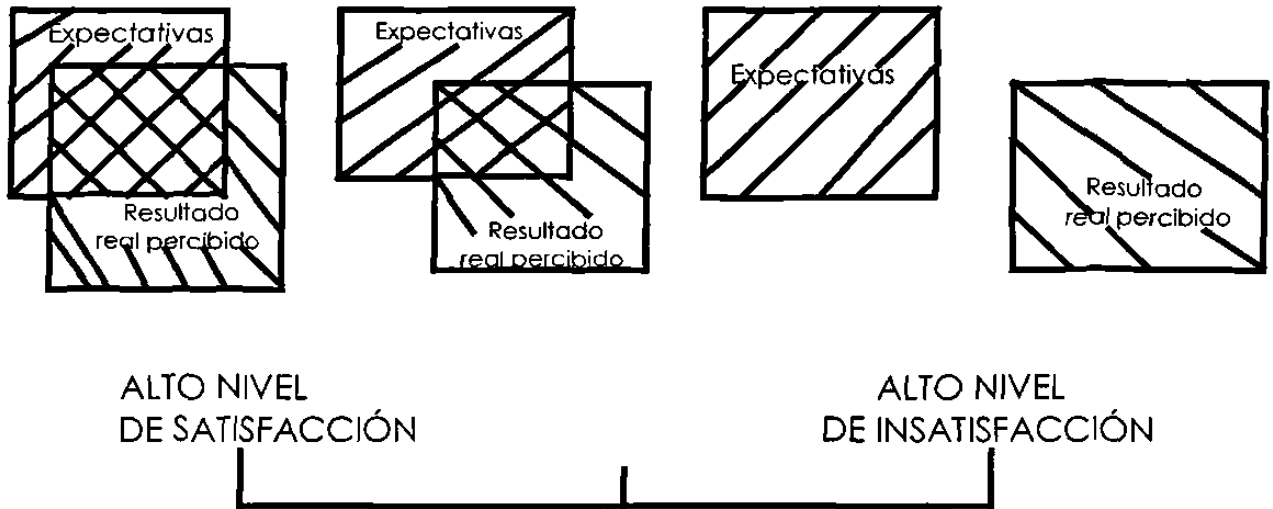 Expectativas
Resultado
real percibido
Expectativas
Resultado
real percibido
Expectativas
Resultado
real percibido
ALTO NIVEL
DE SATISFACCIÓN
ALTO NIVEL
DE INSATISFACCIÓN